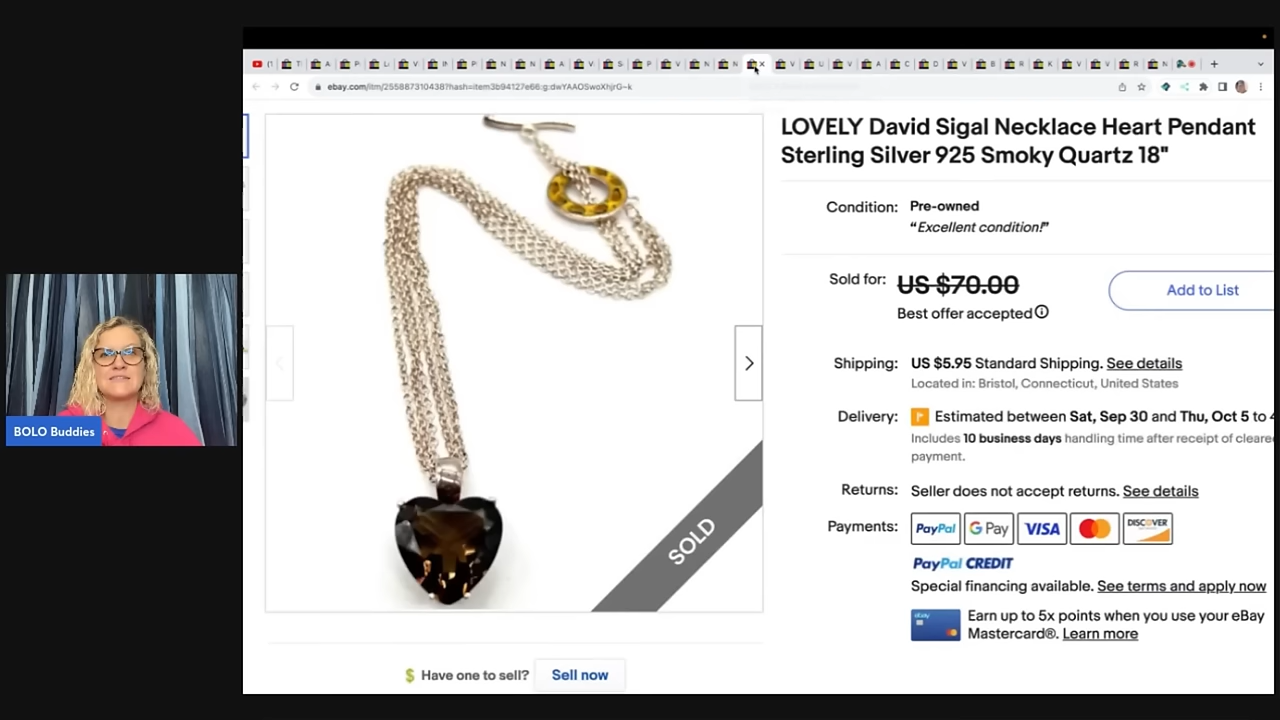 ebay.com/itm/255887310438?hash=item3b94127e66:g:dwYAAOSwoXhjrG~k
LOVELY David Sigal Necklace Heart Pendant
Sterling Silver 925 Smoky Quartz 18"
Condition: Pre-owned
“Excellent condition!”
Sold for: US $70.00
Add to List
Best offer accepted
Shipping: US $5.95 Standard Shipping. See details
Located in: Bristol, Connecticut, United States
Delivery: Estimated between Sat, Sep 30 and Thu, Oct 5 to 4
Includes 10 business days handling time after receipt of cleare
payment.
Returns: Seller does not accept returns. See details
Payments: PayPal G Pay VISA MasterCard DISCOVER
PayPal CREDIT
Special financing available. See terms and apply now
Earn up to 5x points when you use your eBay
Mastercard®. Learn more
SOLD
Have one to sell? Sell now
BOLO Buddies